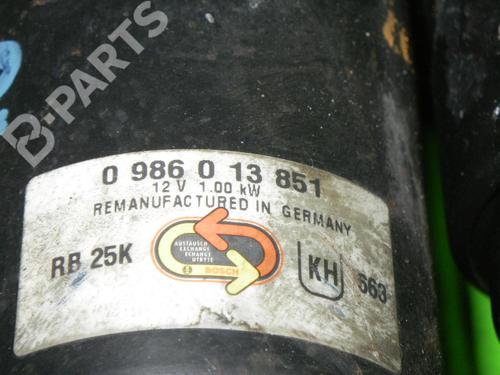 B-PARTS
0 986 0 13 851
12 V 1.00 kW
REMANUFACTURED IN GERMANY
AUSTAUSCH
EXCHANGE
ECHANGE
UTBYTE
BOSCH
RB 25K
KH
563